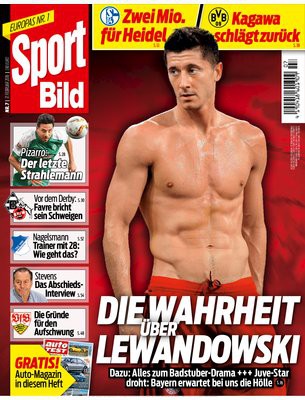 EUROPAS NR. 1
Sport
Bild
Zwei Mio.
für Heidel
Kagawa
schlägt zurück
Pizarro:
Der letzte
Strahlemann
Vor dem Derby:
Favre bricht
sein Schweigen
Nagelsmann
Trainer mit 28:
Wie geht das?
Stevens
Das Abschieds-
Interview
Die Gründe
für den
Aufschwung
GRATIS!
Auto-Magazin
in diesem Heft
auto
TEST
DIE WAHRHEIT
ÜBER
LEWANDOWSKI
Dazu: Alles zum Badstuber-Drama +++ Juve-Star
droht: Bayern erwartet bei uns die Hölle